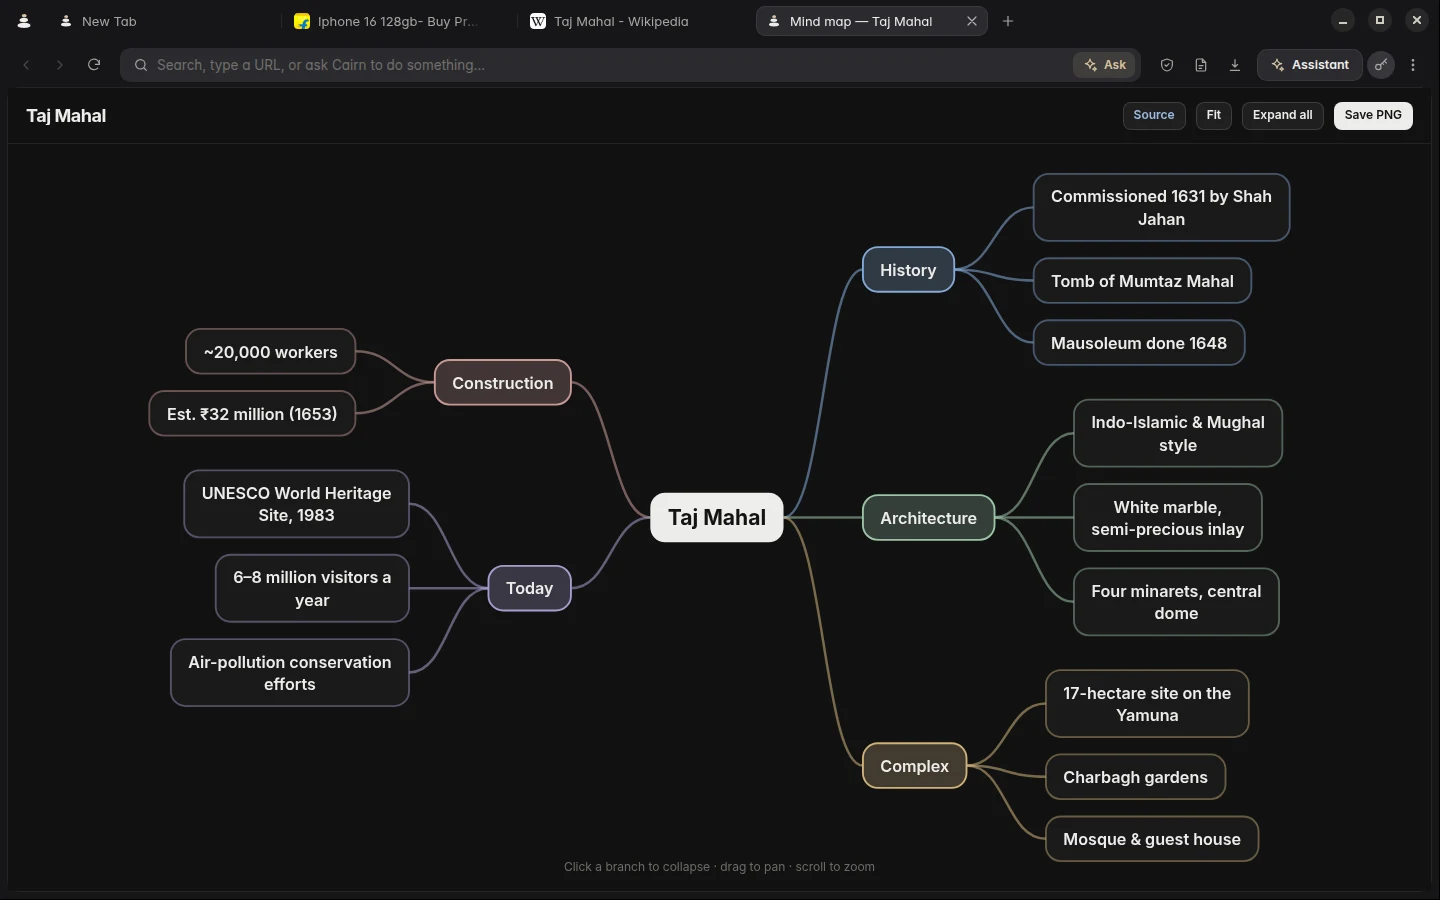 New Tab
Iphone 16 128gb- Buy Pr...
W
Taj Mahal - Wikipedia
Mind map — Taj Mahal
Search, type a URL, or ask Cairn to do something...
Ask
Assistant
Taj Mahal
Source
Fit
Expand all
Save PNG
Commissioned 1631 by Shah
Jahan
History
Tomb of Mumtaz Mahal
Mausoleum done 1648
~20,000 workers
Construction
Est. ₹32 million (1653)
Indo-Islamic & Mughal
style
UNESCO World Heritage
Site, 1983
Taj Mahal
Architecture
White marble,
semi-precious inlay
6–8 million visitors a
year
Today
Four minarets, central
dome
Air-pollution conservation
efforts
17-hectare site on the
Yamuna
Complex
Charbagh gardens
Mosque & guest house
Click a branch to collapse · drag to pan · scroll to zoom